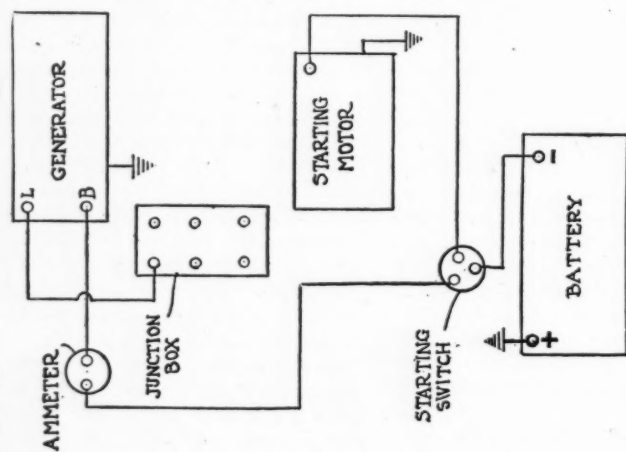 GENERATOR
L
B
AMMETER
JUNCTION
BOX
STARTING
MOTOR
STARTING
SWITCH
BATTERY
+
-